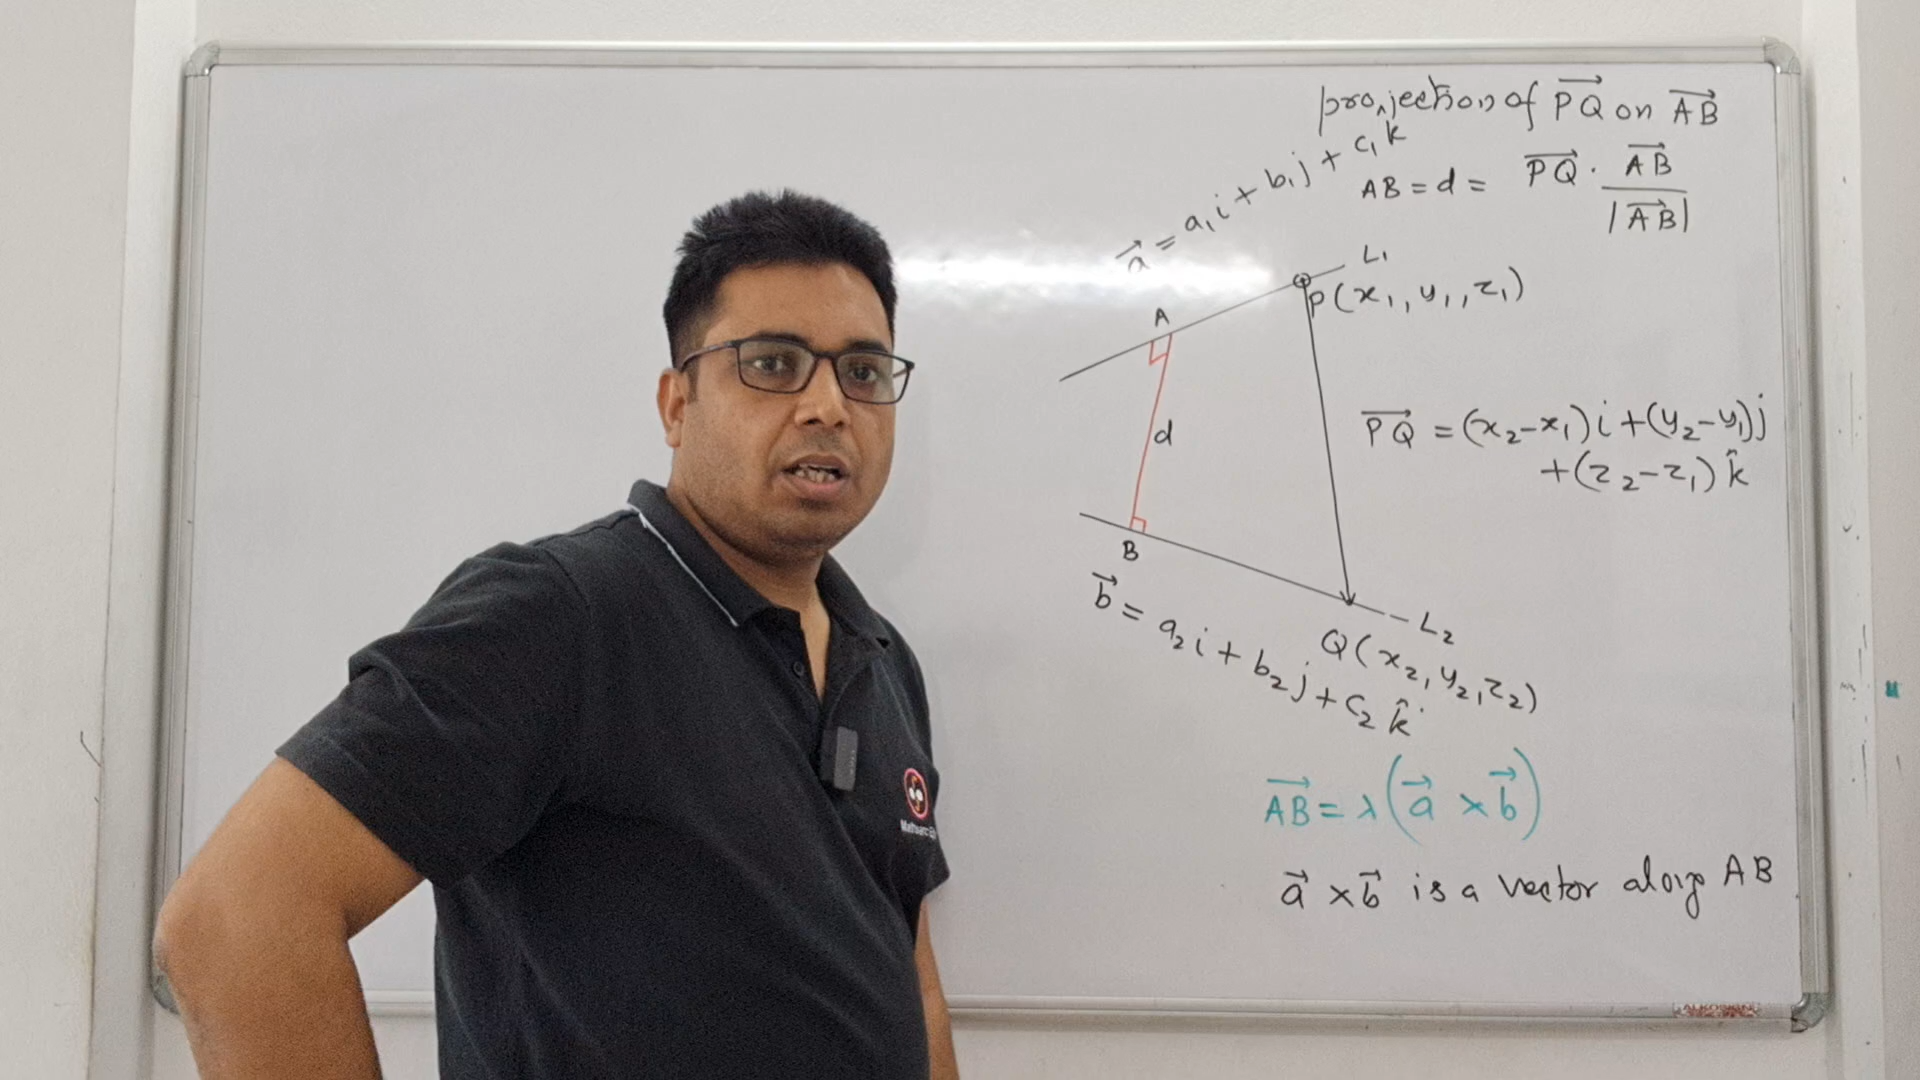 projection of PQ on AB
AB = d = PQ · AB / |AB|
a = a₁i + b₁j + c₁k
L₁
P(x₁, y₁, z₁)
A
d
PQ = (x₂-x₁)i + (y₂-y₁)j
+ (z₂-z₁)k̂
B
L₂
b = a₂i + b₂j + c₂k̂
Q(x₂, y₂, z₂)
AB = λ(a × b)
a × b is a vector along AB